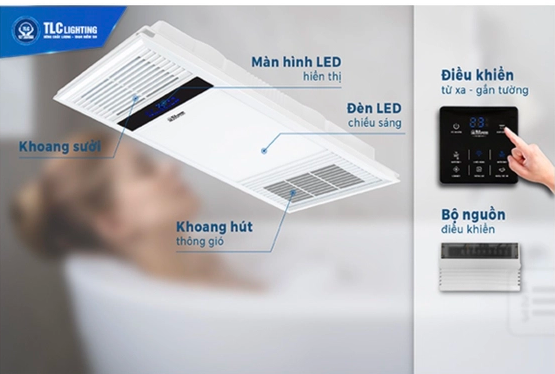 TLC LIGHTING
Màn hình LED
hiển thị
Đèn LED
chiếu sáng
Khoang sưởi
Khoang hút
thông gió
Điều khiển
từ xa - gắn tường
Bộ nguồn
điều khiển